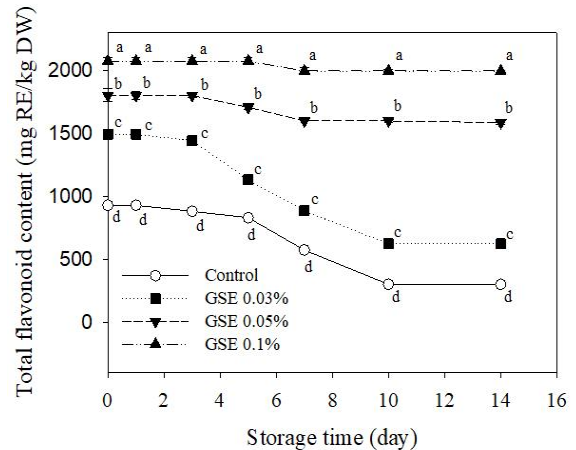 Total flavonoid content (mg RE/kg DW)
2000
1500
1000
500
0
a a a a a a a
b b b b b b b
c c c c c c c
d d d d d d d
Control
GSE 0.03%
GSE 0.05%
GSE 0.1%
0 2 4 6 8 10 12 14 16
Storage time (day)